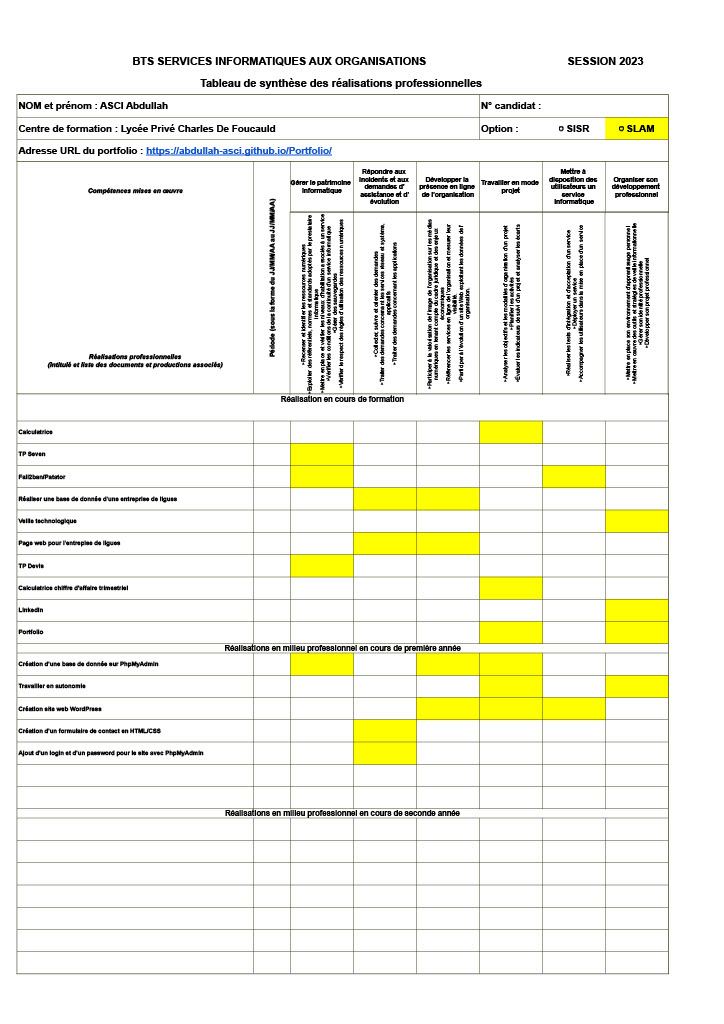 BTS SERVICES INFORMATIQUES AUX ORGANISATIONS SESSION 2023
Tableau de synthèse des réalisations professionnelles
NOM et prénom : ASCI Abdullah N° candidat :
Centre de formation : Lycée Privé Charles De Foucauld Option : ¤ SISR ¤ SLAM
Adresse URL du portfolio : https://abdullah-asci.github.io/Portfolio/
Compétences mises en œuvre
Réalisations professionnelles
(intitulé et liste des documents et productions associés)
Période (sous la forme du JJ/MM/AA au JJ/MM/AA)
Gérer le patrimoine
informatique
Répondre aux
incidents et aux
demandes d'
assistance et d'
évolution
Développer la
présence en ligne
de l'organisation
Travailler en mode
projet
Mettre à
disposition des
utilisateurs un
service
informatique
Organiser son
développement
professionnel
▪ Recenser et identifier les ressources numériques
▪ Exploiter des référentiels, normes et standards adoptés par le prestataire
informatique
▪ Mettre en place et vérifier les niveaux d'habilitation associés à un service
▪ Vérifier les conditions de la continuité d'un service informatique
▪ Gérer des sauvegardes
▪ Vérifier le respect des règles d'utilisation des ressources numériques
▪ Collecter, suivre et orienter des demandes
▪ Traiter des demandes concernant les services réseau et système,
applicatifs
▪ Traiter des demandes concernant les applications
▪ Participer à la valorisation de l'image de l'organisation sur les médias
numériques en tenant compte du cadre juridique et des enjeux
économiques
▪ Référencer les services en ligne de l'organisation et mesurer leur
visibilité.
▪ Participer à l'évolution d'un site Web exploitant les données de l'
organisation.
▪ Analyser les objectifs et les modalités d'organisation d'un projet
▪ Planifier les activités
▪ Évaluer les indicateurs de suivi d'un projet et analyser les écarts
▪ Réaliser les tests d'intégration et d'acceptation d'un service
▪ Déployer un service
▪ Accompagner les utilisateurs dans la mise en place d'un service
▪ Mettre en place son environnement d'apprentissage personnel
▪ Mettre en œuvre des outils et stratégies de veille informationnelle
▪ Gérer son identité professionnelle
▪ Développer son projet professionnel
Réalisation en cours de formation
Calculatrice
TP Seven
Fail2ban/Patator
Réaliser une base de donnée d'une entreprise de ligues
Veille technologique
Page web pour l'entrepise de ligues
TP Devis
Calculatrice chiffre d'affaire trimestriel
Linkedin
Portfolio
Réalisations en milieu professionnel en cours de première année
Création d'une base de donnée sur PhpMyAdmin
Travailler en autonomie
Création site web WordPress
Création d'un formulaire de contact en HTML/CSS
Ajout d'un login et d'un password pour le site avec PhpMyAdmin
Réalisations en milieu professionnel en cours de seconde année